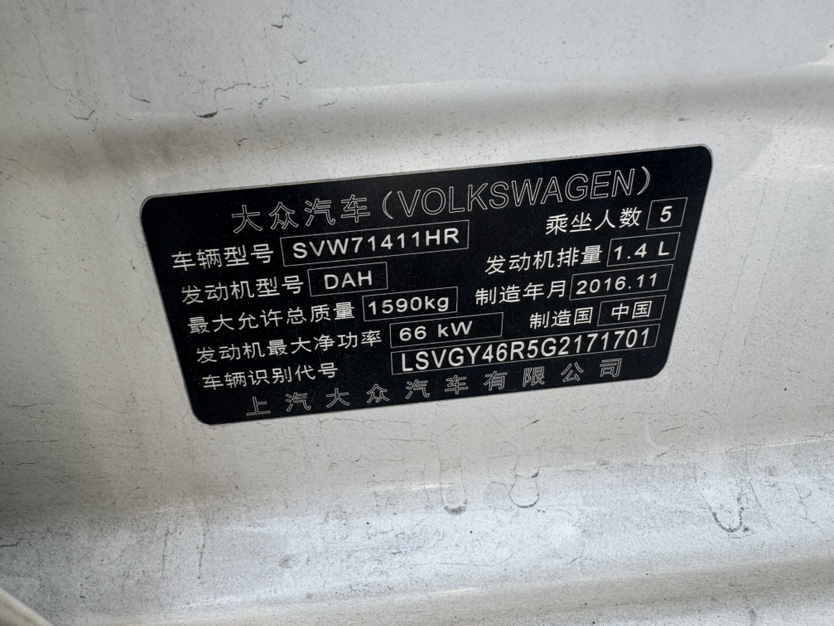 大众汽车(VOLKSWAGEN)
车辆型号 SVW71411HR 乘坐人数 5
发动机型号 DAH 发动机排量 1.4 L
最大允许总质量 1590kg 制造年月 2016.11
发动机最大净功率 66 kW 制造国 中国
车辆识别代号 LSVGY46R5G2171701
上汽大众汽车有限公司